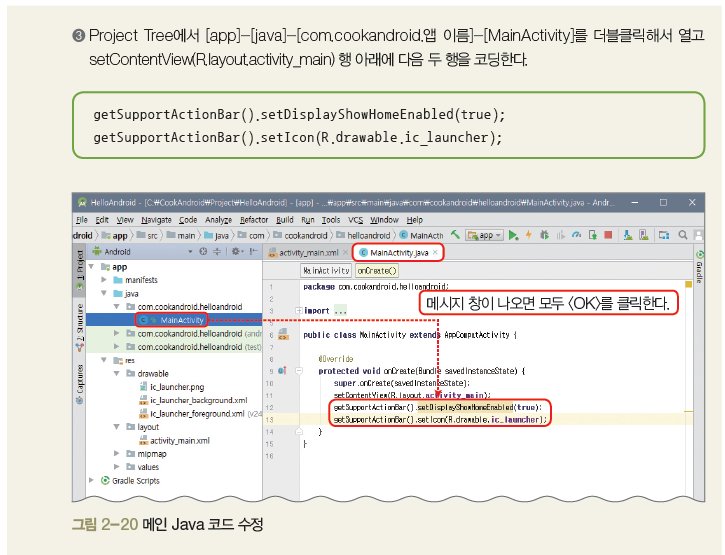 ❸ Project Tree에서 [app]-[java]-[com.cookandroid.앱 이름]-[MainActivity]를 더블클릭해서 열고
setContentView(R.layout.activity_main) 행 아래에 다음 두 행을 코딩한다.
getSupportActionBar().setDisplayShowHomeEnabled(true);
getSupportActionBar().setIcon(R.drawable.ic_launcher);
HelloAndroid - [C:₩CookAndroid₩Project₩HelloAndroid] - [app] - ...₩app₩src₩main₩java₩com₩cookandroid₩helloandroid₩MainActivity.java - Andr...
File Edit View Navigate Code Analyze Refactor Build Run Tools VCS Window Help
droid app src main java com cookandroid helloandroid MainActi app
1: Project
Android
activity_main.xml × MainActivity.java ×
Gradle
app
MainActivity onCreate()
manifests
1 package com.cookandroid.helloandroid;
java
2
메시지 창이 나오면 모두 <OK>를 클릭한다.
com.cookandroid.helloandroid
3 import ...
MainActivity
5
7: Structure
com.cookandroid.helloandroid (andr
6 public class MainActivity extends AppCompatActivity {
com.cookandroid.helloandroid (test)
7
res
8 @Override
Captures
drawable
9 protected void onCreate(Bundle savedInstanceState) {
ic_launcher.png
10 super.onCreate(savedInstanceState);
ic_launcher_background.xml
11 setContentView(R.layout.activity_main);
ic_launcher_foreground.xml (v24
12 getSupportActionBar().setDisplayShowHomeEnabled(true);
layout
13 getSupportActionBar().setIcon(R.drawable.ic_launcher);
activity_main.xml
14 }
mipmap
15 }
values
16
Gradle Scripts
그림 2-20 메인 Java 코드 수정